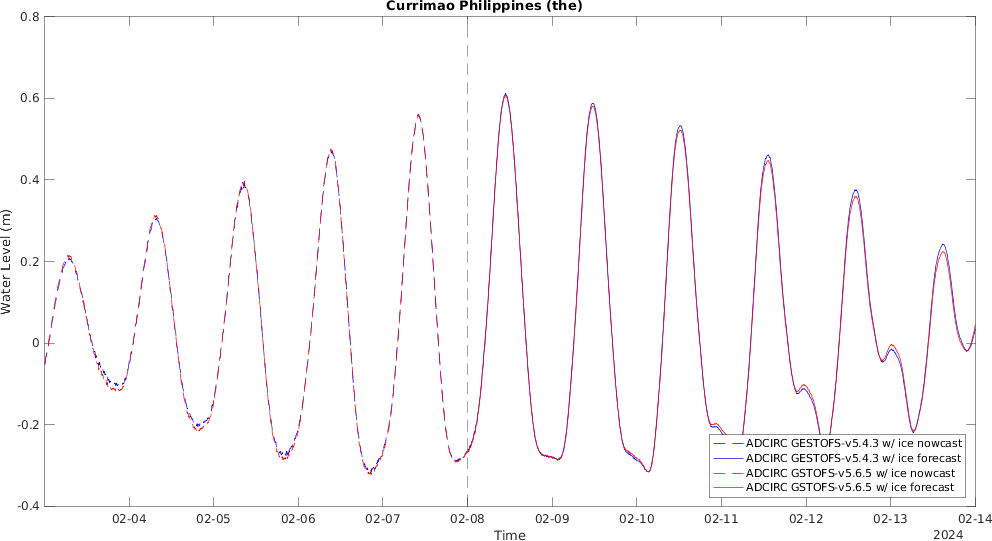 Currimao Philippines (the)
0.8
0.6
0.4
0.2
0
-0.2
-0.4
Water Level (m)
ADCIRC GESTOFS-v5.4.3 w/ ice nowcast
ADCIRC GESTOFS-v5.4.3 w/ ice forecast
ADCIRC GSTOFS-v5.6.5 w/ ice nowcast
ADCIRC GSTOFS-v5.6.5 w/ ice forecast
02-04 02-05 02-06 02-07 02-08 02-09 02-10 02-11 02-12 02-13 02-14
Time
2024